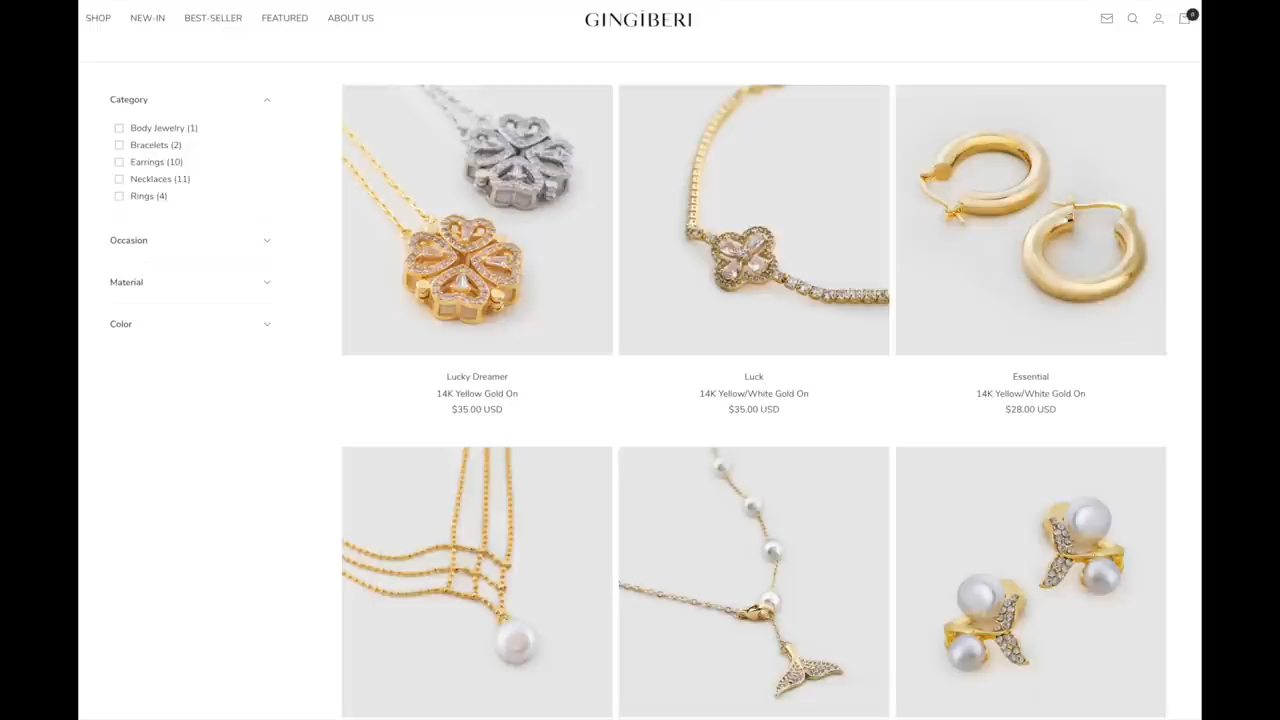 SHOP NEW-IN BEST-SELLER FEATURED ABOUT US
GINGÍBERI
0
Category
Body Jewelry (1)
Bracelets (2)
Earrings (10)
Necklaces (11)
Rings (4)
Occasion
Material
Color
Lucky Dreamer
14K Yellow Gold On
$35.00 USD
Luck
14K Yellow/White Gold On
$35.00 USD
Essential
14K Yellow/White Gold On
$28.00 USD